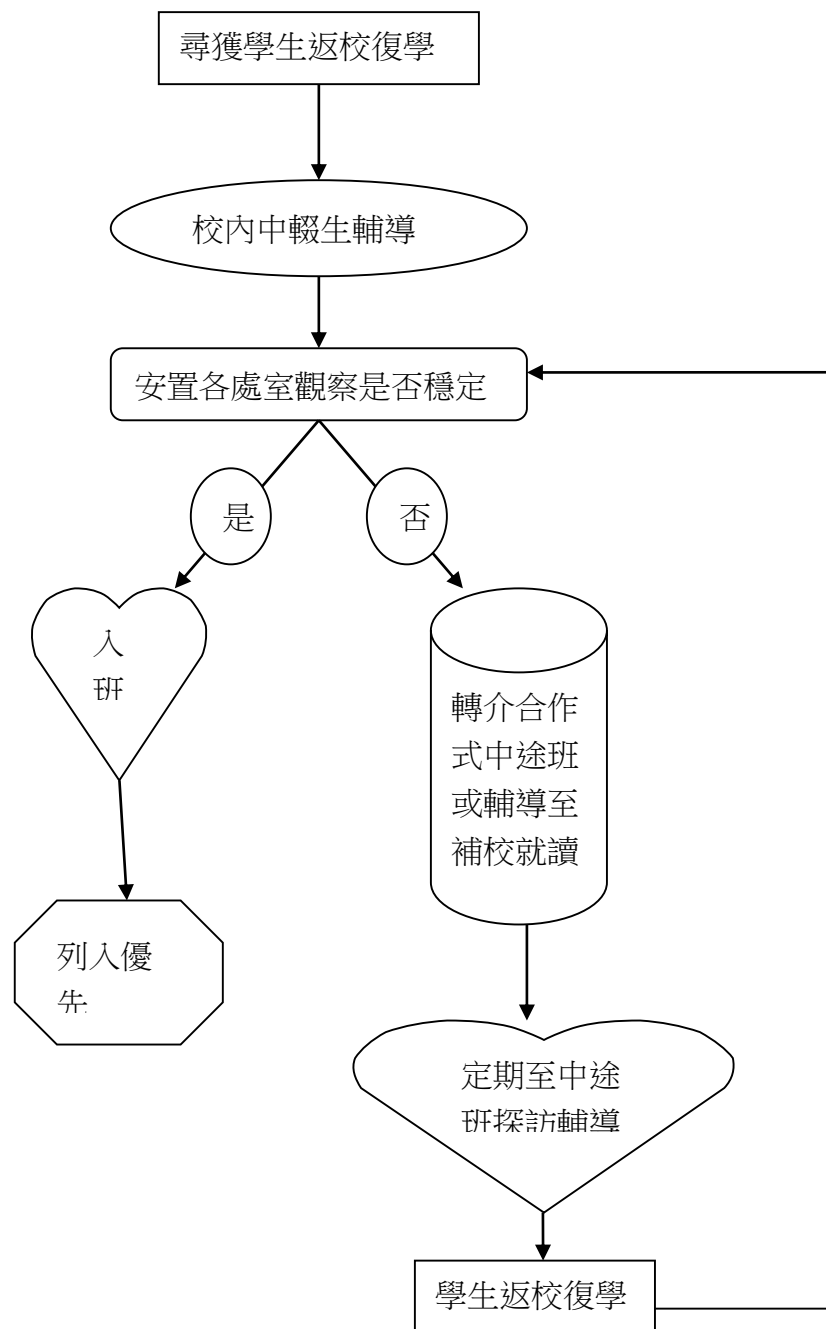 尋獲學生返校復學
校內中輟生輔導
安置各處室觀察是否穩定
是
否
入
班
轉介合作
式中途班
或輔導至
補校就讀
列入優
先
定期至中途
班探訪輔導
學生返校復學